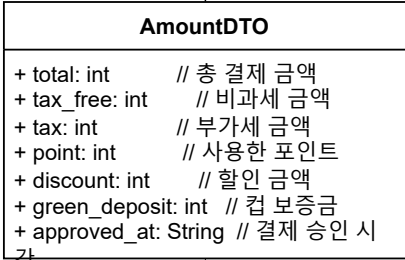 AmountDTO
+ total: int // 총 결제 금액
+ tax_free: int // 비과세 금액
+ tax: int // 부가세 금액
+ point: int // 사용한 포인트
+ discount: int // 할인 금액
+ green_deposit: int // 컵 보증금
+ approved_at: String // 결제 승인 시
간